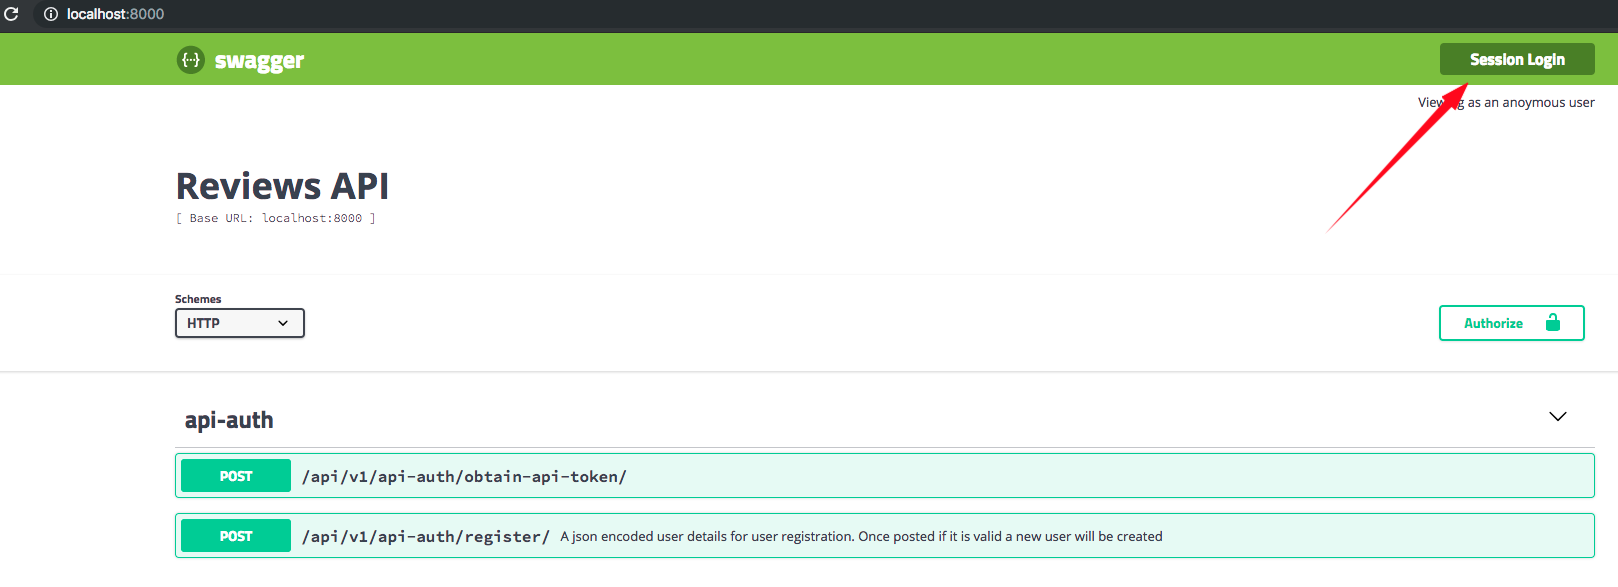 localhost:8000
{··} swagger
Session Login
Viewing as an anoymous user
Reviews API
[ Base URL: localhost:8000 ]
Schemes
HTTP
Authorize
api-auth
POST /api/v1/api-auth/obtain-api-token/
POST /api/v1/api-auth/register/ A json encoded user details for user registration. Once posted if it is valid a new user will be created